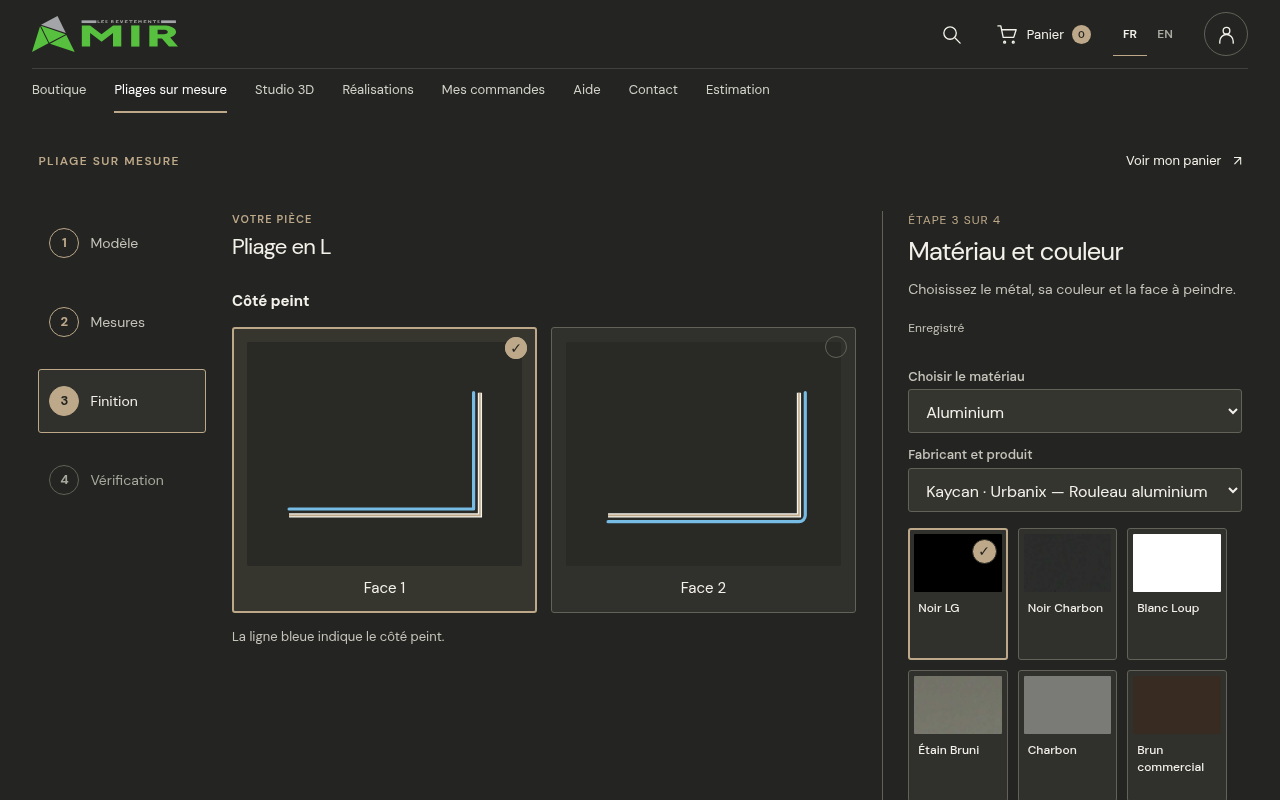 LES REVÊTEMENTS
MIR
Panier 0
FR EN
Boutique Pliages sur mesure Studio 3D Réalisations Mes commandes Aide Contact Estimation
PLIAGE SUR MESURE
Voir mon panier
1 Modèle
2 Mesures
3 Finition
4 Vérification
VOTRE PIÈCE
Pliage en L
Côté peint
Face 1
Face 2
La ligne bleue indique le côté peint.
ÉTAPE 3 SUR 4
Matériau et couleur
Choisissez le métal, sa couleur et la face à peindre.
Enregistré
Choisir le matériau
Aluminium
Fabricant et produit
Kaycan · Urbanix — Rouleau aluminium
Noir LG
Noir Charbon
Blanc Loup
Étain Bruni
Charbon
Brun
commercial